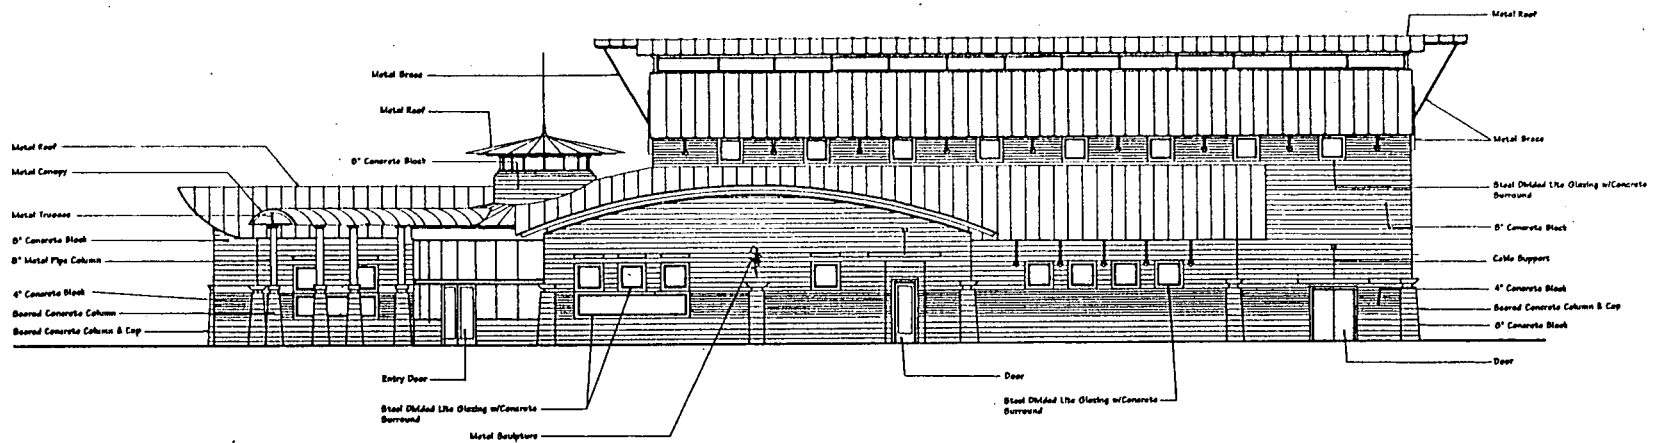 Metal Roof
Metal Brace
Metal Roof
8" Concrete Block
Metal Roof
Metal Canopy
Metal Trusses
8" Concrete Block
8" Metal Pipe Column
4" Concrete Block
Scored Concrete Column
Scored Concrete Column & Cap
Metal Brace
Steel Divided Lite Glazing w/Concrete
Surround
8" Concrete Block
Cable Support
4" Concrete Block
Scored Concrete Column & Cap
8" Concrete Block
Door
Entry Door
Door
Steel Divided Lite Glazing w/Concrete
Surround
Steel Divided Lite Glazing w/Concrete
Surround
Metal Sculpture